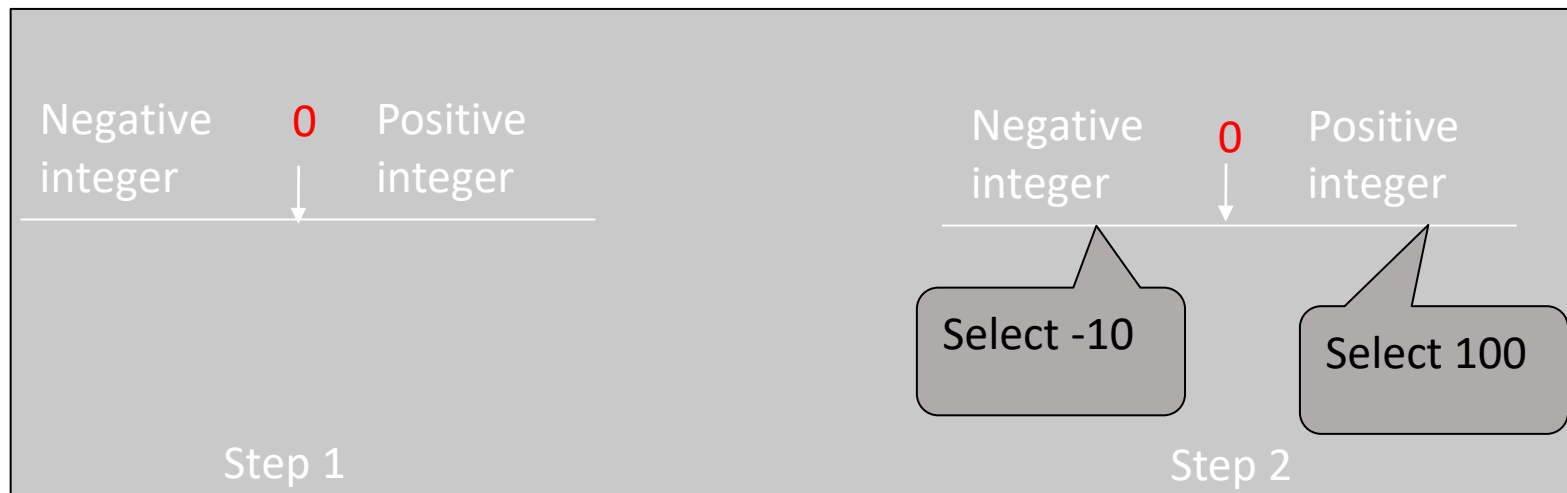 Negative
integer
0
Positive
integer
Step 1
Negative
integer
0
Positive
integer
Select -10
Select 100
Step 2